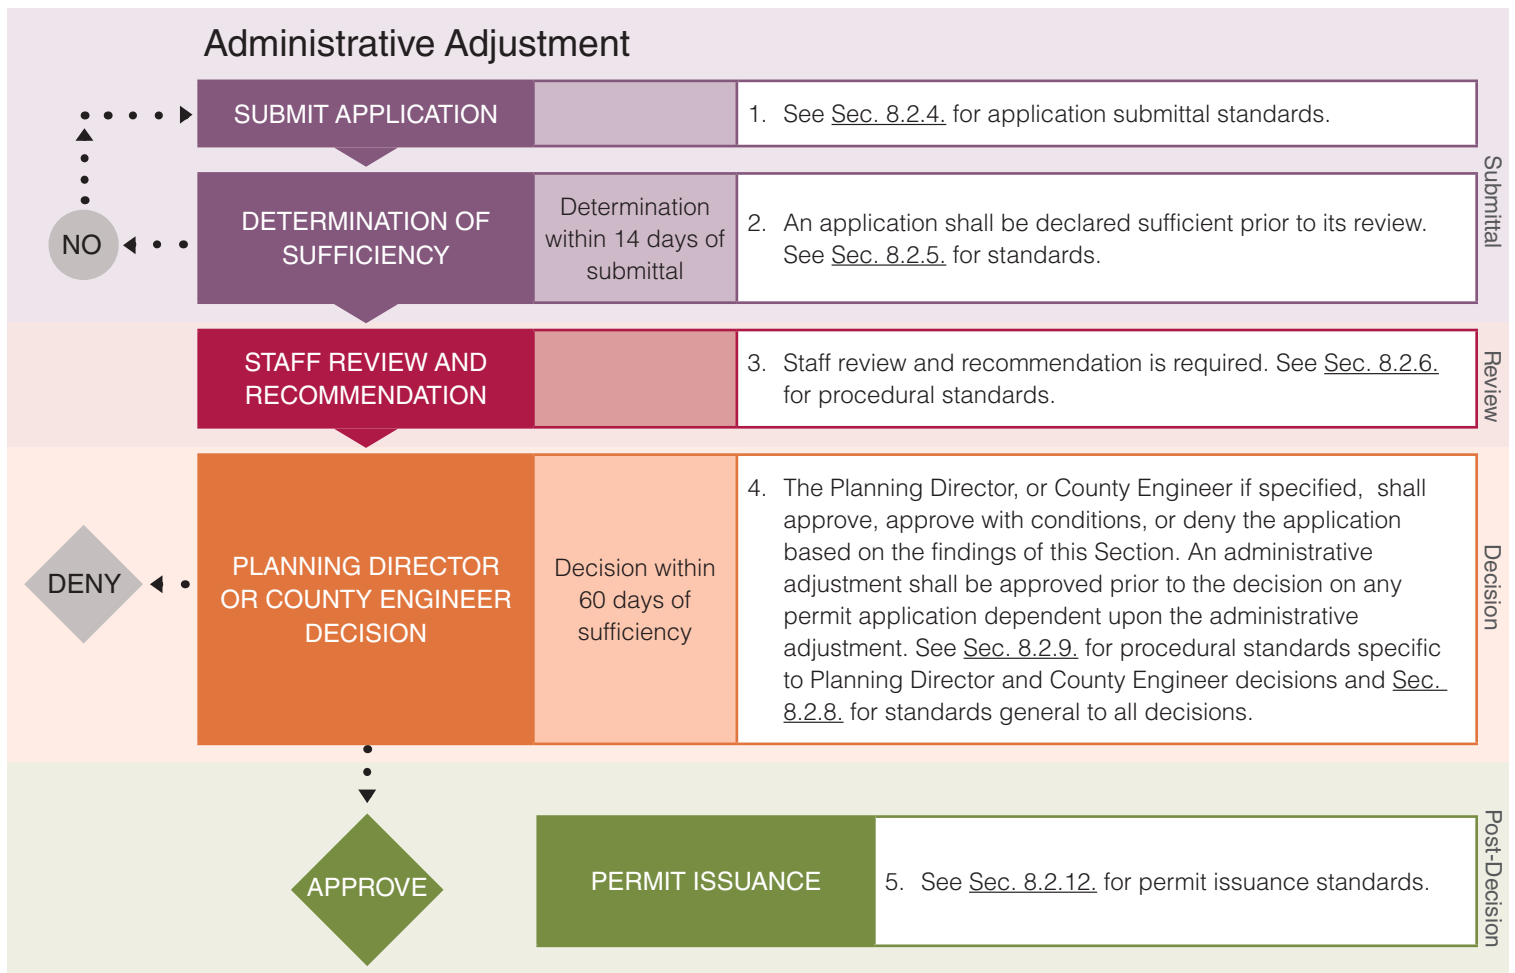 Administrative Adjustment
SUBMIT APPLICATION
1. See Sec. 8.2.4. for application submittal standards.
Submittal
NO
DETERMINATION OF
SUFFICIENCY
Determination
within 14 days of
submittal
2. An application shall be declared sufficient prior to its review.
See Sec. 8.2.5. for standards.
STAFF REVIEW AND
RECOMMENDATION
3. Staff review and recommendation is required. See Sec. 8.2.6.
for procedural standards.
Review
DENY
PLANNING DIRECTOR
OR COUNTY ENGINEER
DECISION
Decision within
60 days of
sufficiency
4. The Planning Director, or County Engineer if specified, shall
approve, approve with conditions, or deny the application
based on the findings of this Section. An administrative
adjustment shall be approved prior to the decision on any
permit application dependent upon the administrative
adjustment. See Sec. 8.2.9. for procedural standards specific
to Planning Director and County Engineer decisions and Sec.
8.2.8. for standards general to all decisions.
Decision
APPROVE
PERMIT ISSUANCE
5. See Sec. 8.2.12. for permit issuance standards.
Post-Decision